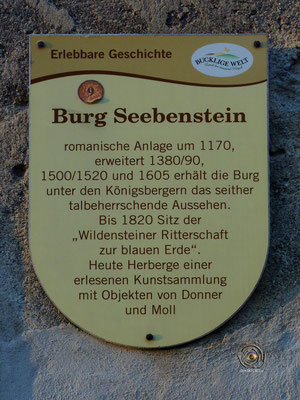 Erlebbare Geschichte
BUCKLIGE WELT
9
Burg Seebenstein
romanische Anlage um 1170,
erweitert 1380/90,
1500/1520 und 1605 erhält die Burg
unter den Königsbergern das seither
talbeherrschende Aussehen.
Bis 1820 Sitz der
„Wildensteiner Ritterschaft
zur blauen Erde“.
Heute Herberge einer
erlesenen Kunstsammlung
mit Objekten von Donner
und Moll